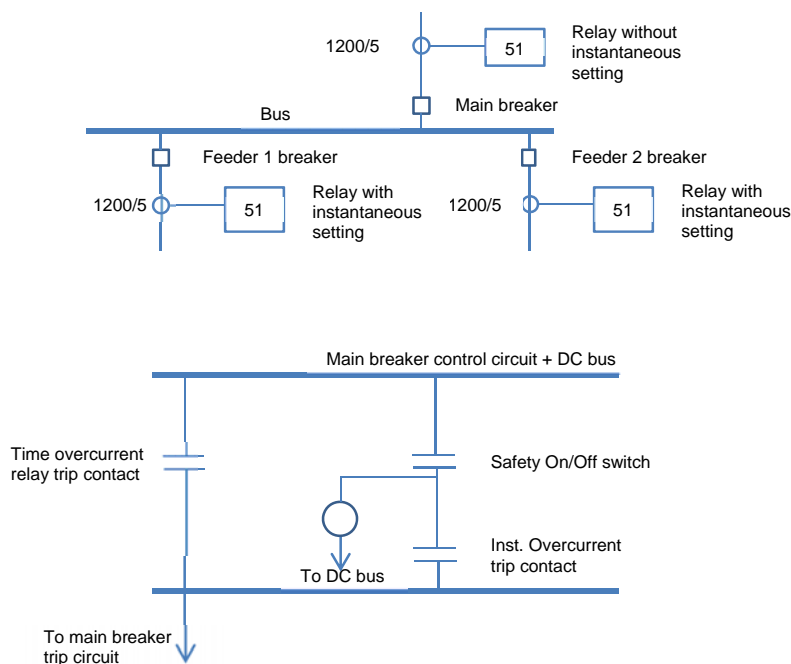 1200/5
51
Relay without
instantaneous
setting
Main breaker
Bus
Feeder 1 breaker
Feeder 2 breaker
1200/5
51
Relay with
instantaneous
setting
1200/5
51
Relay with
instantaneous
setting
Main breaker control circuit + DC bus
Time overcurrent
relay trip contact
Safety On/Off switch
Inst. Overcurrent
trip contact
To DC bus
To main breaker
trip circuit